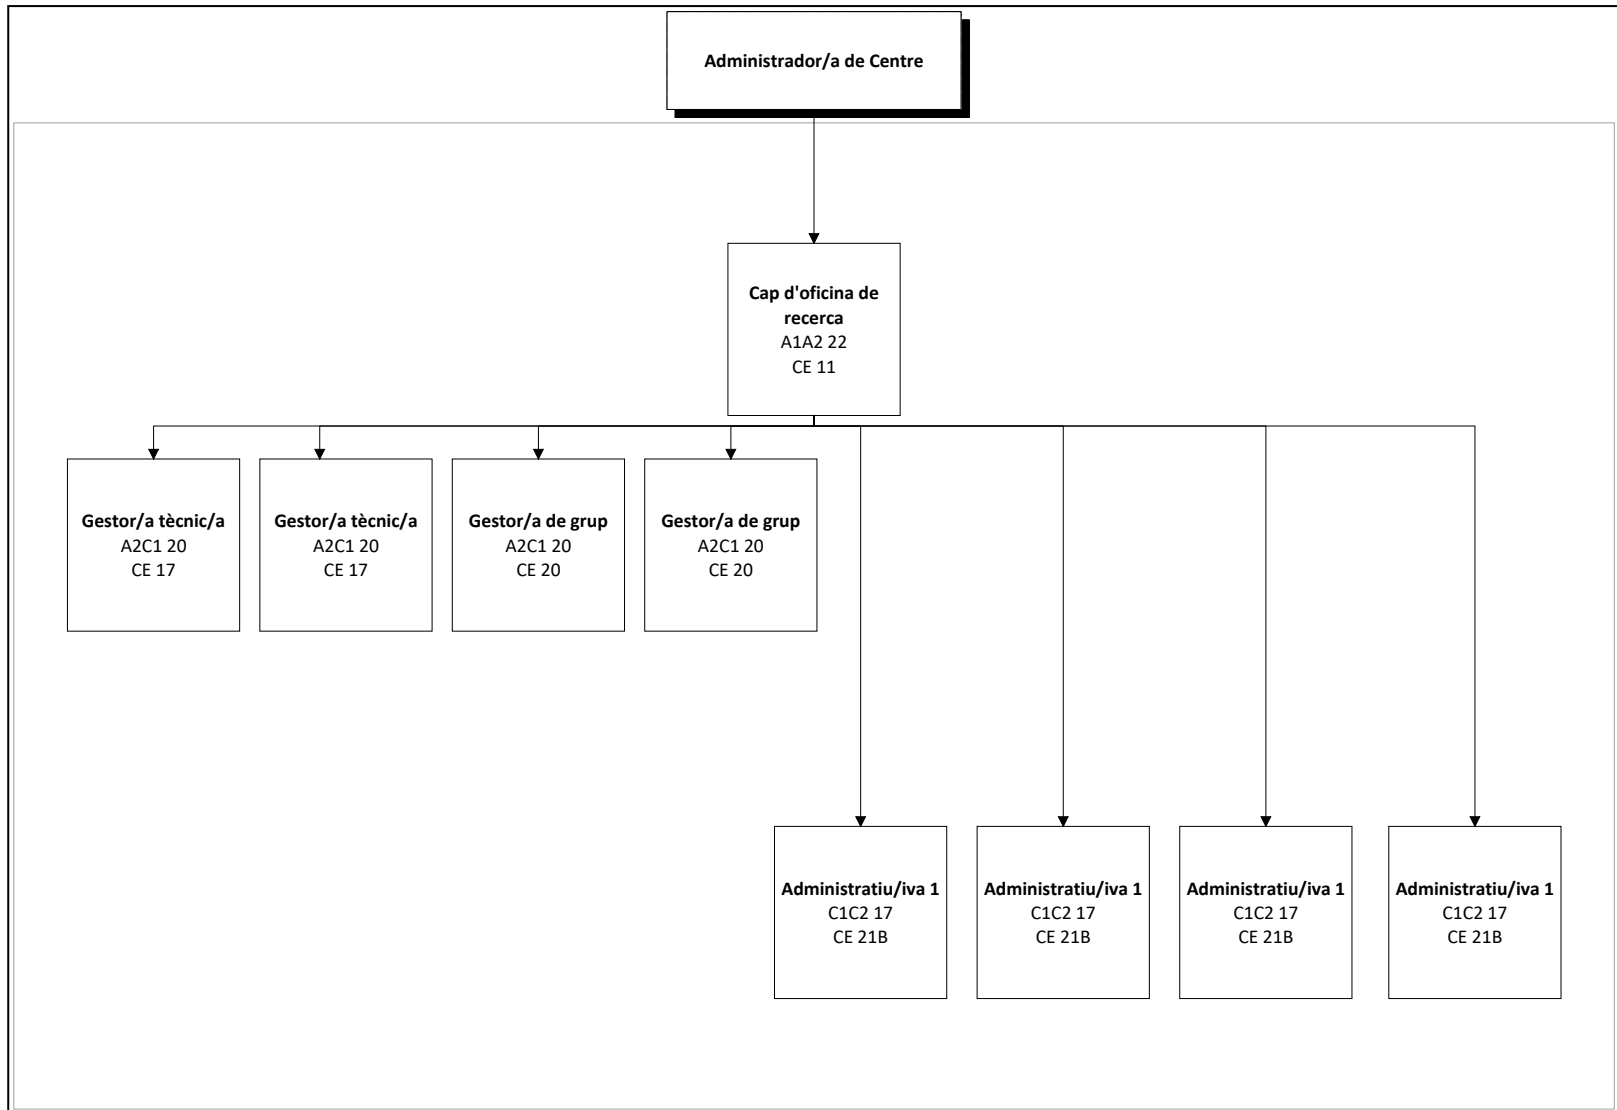 Administrador/a de Centre
Cap d'oficina de
recerca
A1A2 22
CE 11
Gestor/a tècnic/a
A2C1 20
CE 17
Gestor/a tècnic/a
A2C1 20
CE 17
Gestor/a de grup
A2C1 20
CE 20
Gestor/a de grup
A2C1 20
CE 20
Administratiu/iva 1
C1C2 17
CE 21B
Administratiu/iva 1
C1C2 17
CE 21B
Administratiu/iva 1
C1C2 17
CE 21B
Administratiu/iva 1
C1C2 17
CE 21B